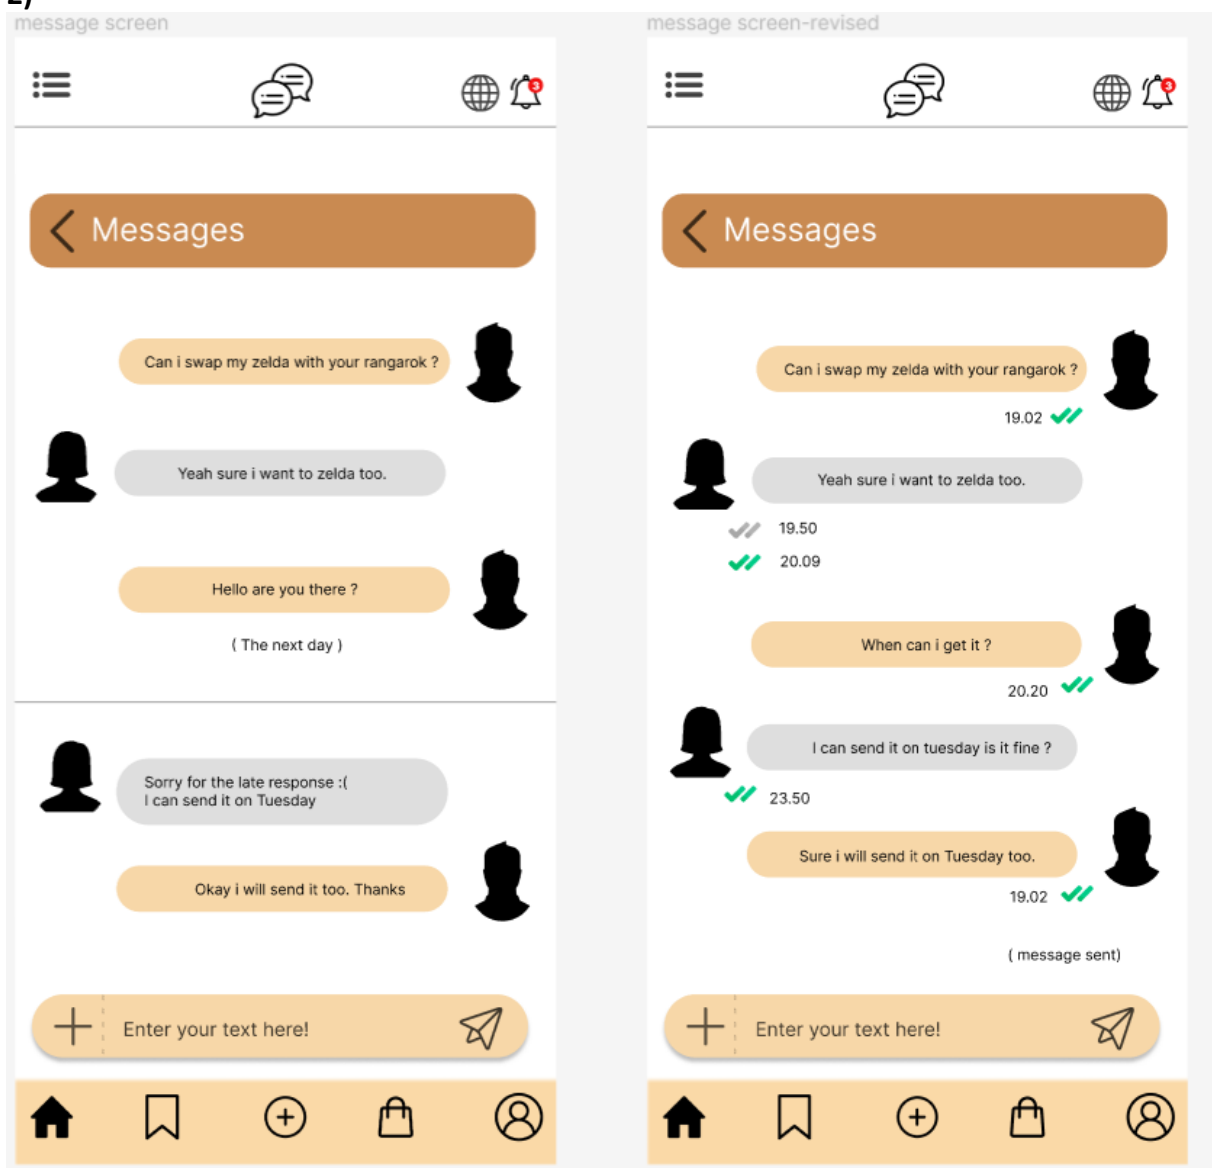 2)
message screen
3
Messages
Can i swap my zelda with your rangarok ?
Yeah sure i want to zelda too.
Hello are you there ?
( The next day )
Sorry for the late response :(
I can send it on Tuesday
Okay i will send it too. Thanks
Enter your text here!
message screen-revised
3
Messages
Can i swap my zelda with your rangarok ?
19.02
Yeah sure i want to zelda too.
19.50
20.09
When can i get it ?
20.20
I can send it on tuesday is it fine ?
23.50
Sure i will send it on Tuesday too.
19.02
( message sent)
Enter your text here!